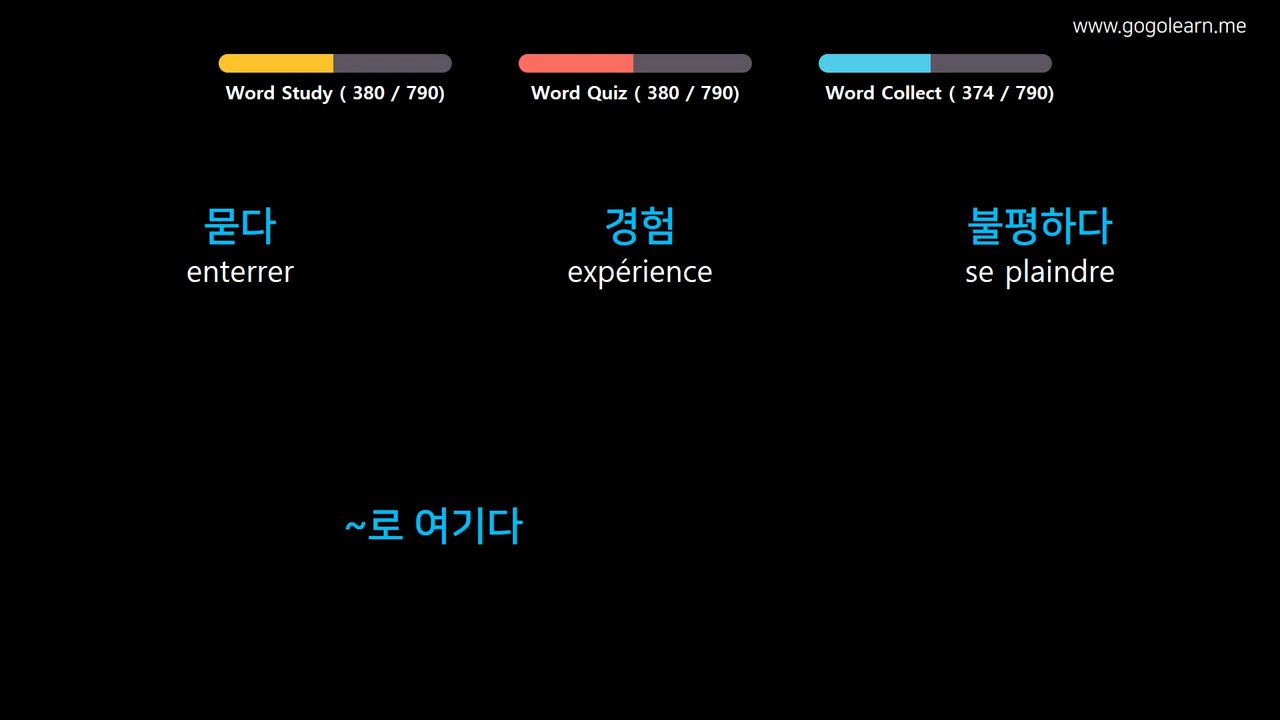 www.gogolearn.me
Word Study ( 380 / 790)
Word Quiz ( 380 / 790)
Word Collect ( 374 / 790)
묻다
enterrer
경험
expérience
불평하다
se plaindre
~로 여기다